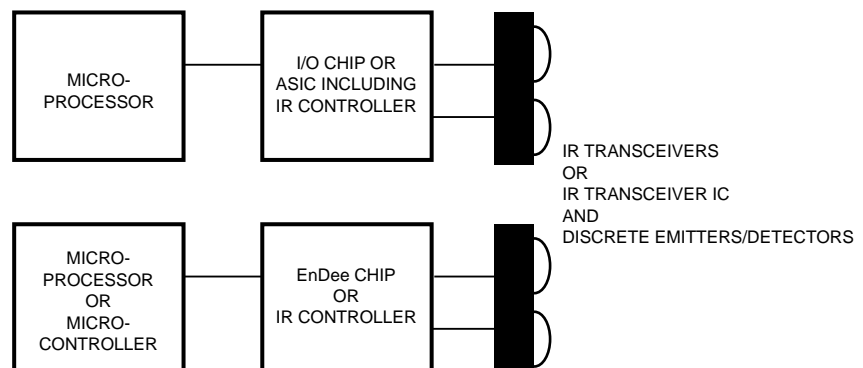 MICRO-
PROCESSOR
I/O CHIP OR
ASIC INCLUDING
IR CONTROLLER
IR TRANSCEIVERS
OR
IR TRANSCEIVER IC
AND
DISCRETE EMITTERS/DETECTORS
MICRO-
PROCESSOR
OR
MICRO-
CONTROLLER
EnDee CHIP
OR
IR CONTROLLER